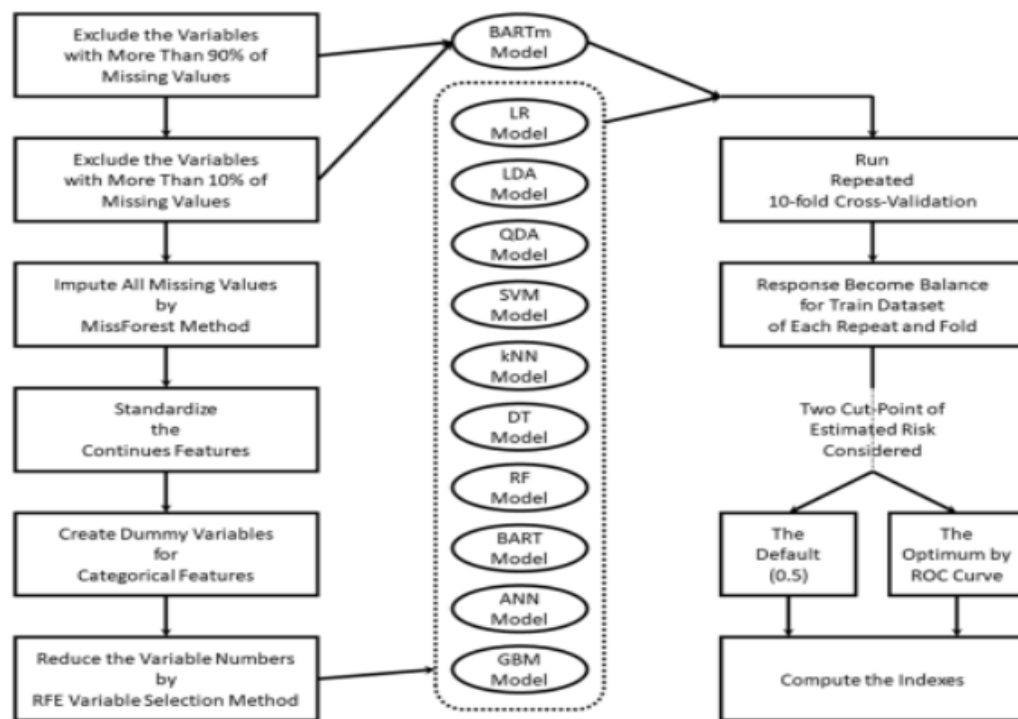 Exclude the Variables
with More Than 90% of
Missing Values
Exclude the Variables
with More Than 10% of
Missing Values
Impute All Missing Values
by
MissForest Method
Standardize
the
Continues Features
Create Dummy Variables
for
Categorical Features
Reduce the Variable Numbers
by
RFE Variable Selection Method
BARTm
Model
LR
Model
LDA
Model
QDA
Model
SVM
Model
kNN
Model
DT
Model
RF
Model
BART
Model
ANN
Model
GBM
Model
Run
Repeated
10-fold Cross-Validation
Response Become Balance
for Train Dataset
of Each Repeat and Fold
Two Cut-Point of
Estimated Risk
Considered
The
Default
(0.5)
The
Optimum by
ROC Curve
Compute the Indexes